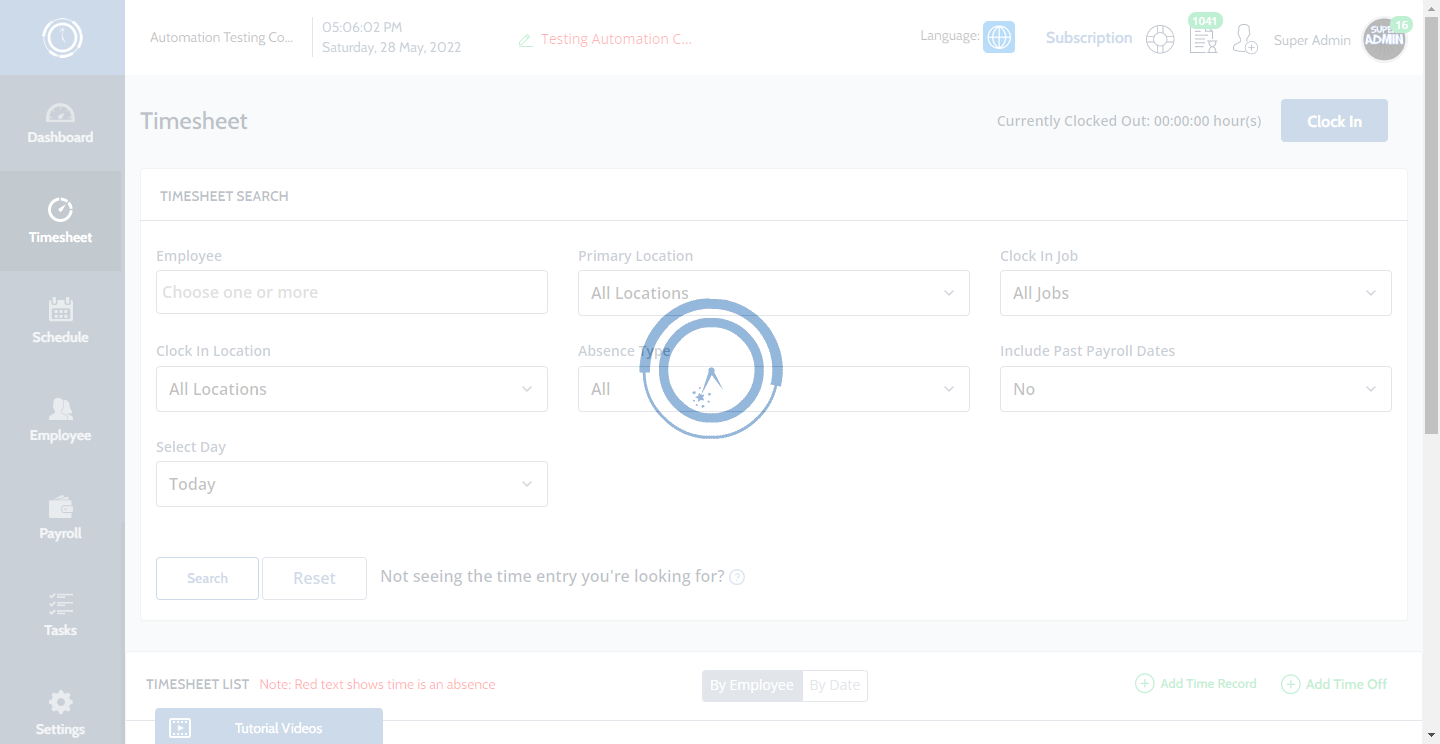 Automation Testing Co...
05:06:02 PM
Saturday, 28 May, 2022
Testing Automation C...
Language:
Subscription
1041
Super Admin
SUPER
ADMIN
16
Dashboard
Timesheet
Schedule
Employee
Payroll
Tasks
Settings
Timesheet
Currently Clocked Out: 00:00:00 hour(s)
Clock In
TIMESHEET SEARCH
Employee
Primary Location
Clock In Job
Choose one or more
All Locations
All Jobs
Clock In Location
Absence Type
Include Past Payroll Dates
All Locations
All
No
Select Day
Today
Search
Reset
Not seeing the time entry you're looking for?
TIMESHEET LIST
Note: Red text shows time is an absence
By Employee
By Date
Add Time Record
Add Time Off
Tutorial Videos